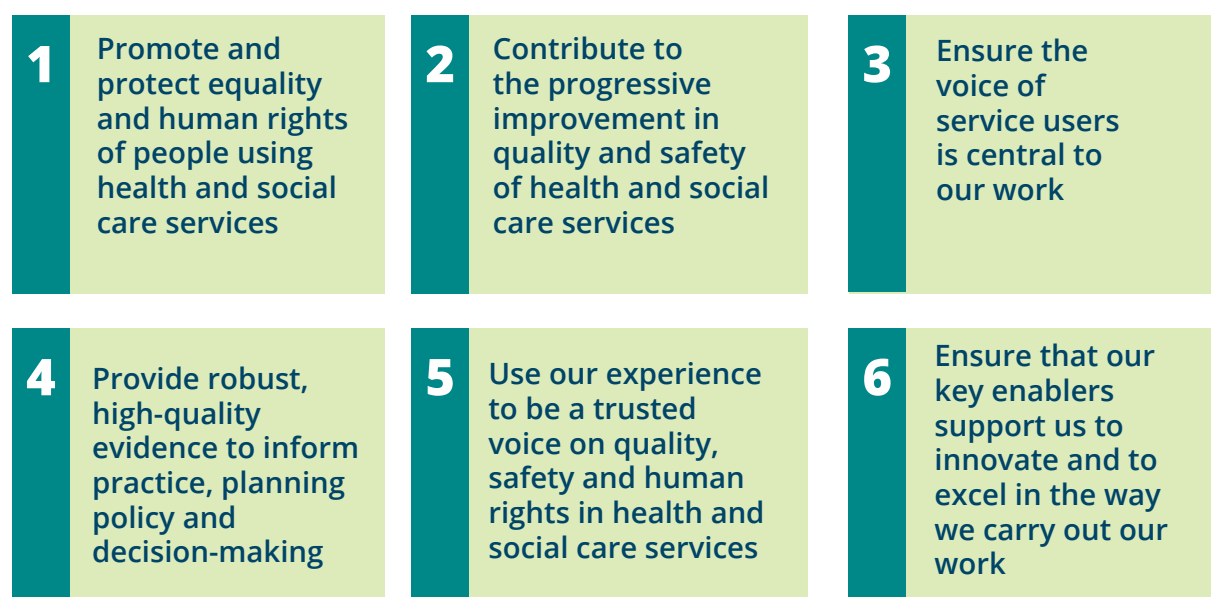 1
Promote and
protect equality
and human rights
of people using
health and social
care services
2
Contribute to
the progressive
improvement in
quality and safety
of health and social
care services
3
Ensure the
voice of
service users
is central to
our work
4
Provide robust,
high-quality
evidence to inform
practice, planning
policy and
decision-making
5
Use our experience
to be a trusted
voice on quality,
safety and human
rights in health and
social care services
6
Ensure that our
key enablers
support us to
innovate and to
excel in the way
we carry out our
work